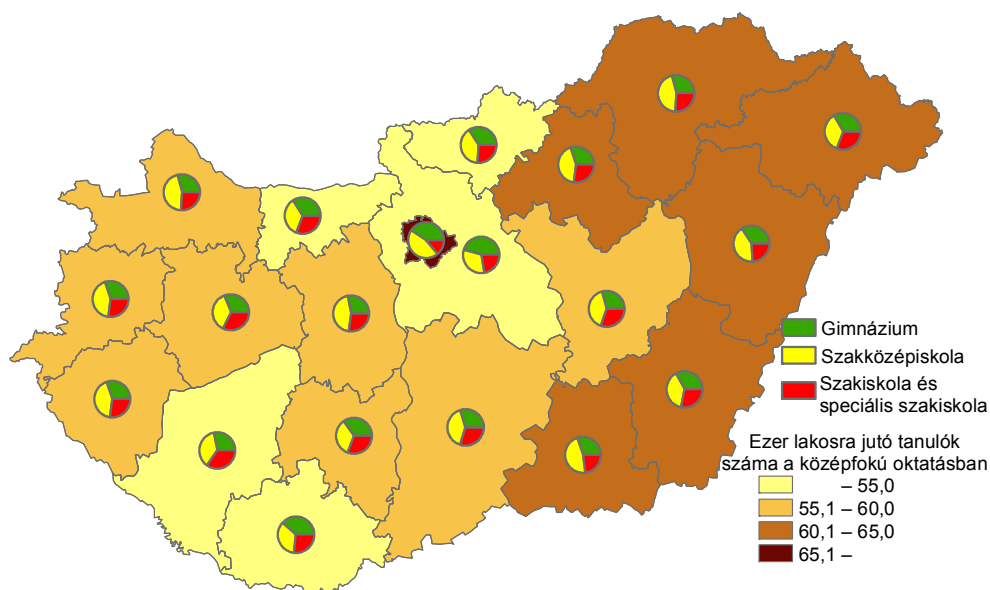 Gimnázium
Szakközépiskola
Szakiskola és
speciális szakiskola
Ezer lakosra jutó tanulók
száma a középfokú oktatásban
– 55,0
55,1 – 60,0
60,1 – 65,0
65,1 –